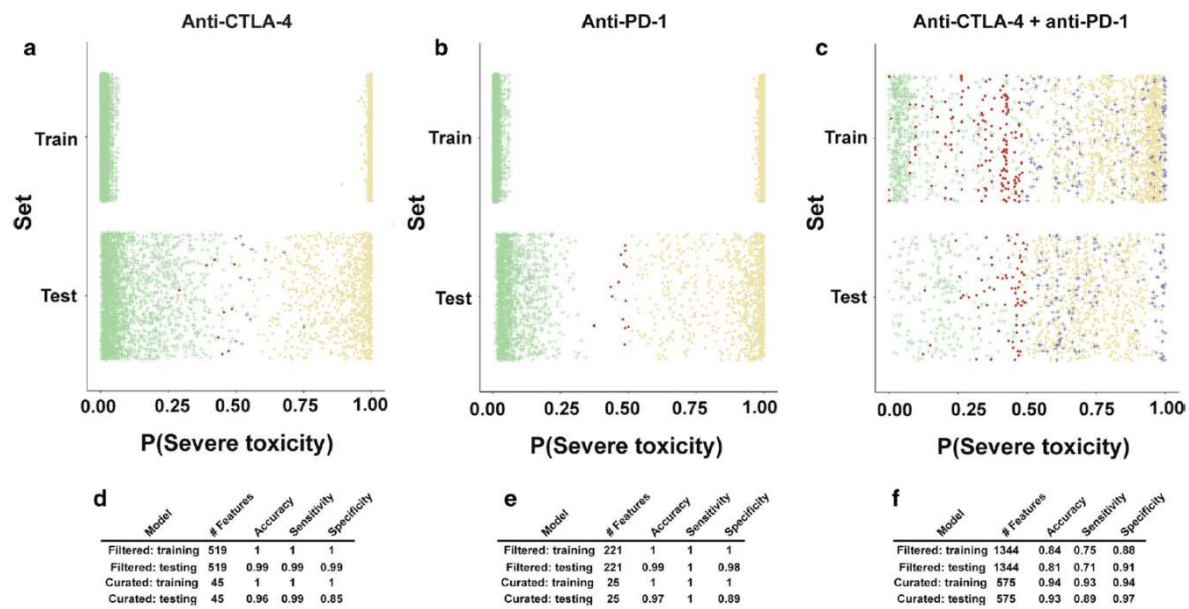 Anti-CTLA-4 Anti-PD-1 Anti-CTLA-4 + anti-PD-1
a b c
Train Train Train
Set Set Set
Test Test Test
0.00 0.25 0.50 0.75 1.00 0.00 0.25 0.50 0.75 1.00 0.00 0.25 0.50 0.75 1.00
P(Severe toxicity) P(Severe toxicity) P(Severe toxicity)
d
Model # Features Accuracy Sensitivity Specificity
Filtered: training 519 1 1 1
Filtered: testing 519 0.99 0.99 0.99
Curated: training 45 1 1 1
Curated: testing 45 0.96 0.99 0.85
e
Model # Features Accuracy Sensitivity Specificity
Filtered: training 221 1 1 1
Filtered: testing 221 0.99 1 0.98
Curated: training 25 1 1 1
Curated: testing 25 0.97 1 0.89
f
Model # Features Accuracy Sensitivity Specificity
Filtered: training 1344 0.84 0.75 0.88
Filtered: testing 1344 0.81 0.71 0.91
Curated: training 575 0.94 0.93 0.94
Curated: testing 575 0.93 0.89 0.97